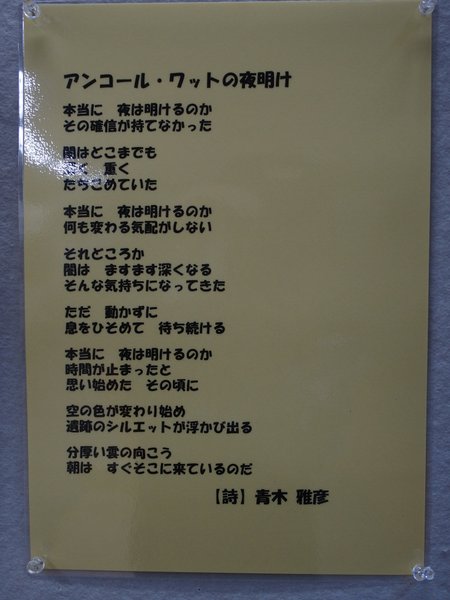 アンコール・ワットの夜明け
本当に　夜は明けるのか
その確信が持てなかった
闇はどこまでも
重く
たちこめていた
本当に　夜は明けるのか
何も変わる気配がしない
それどころか
闇は　ますます深くなる
そんな気持ちになってきた
ただ　動かずに
息をひそめて　待ち続ける
本当に　夜は明けるのか
時間が止まったと
思い始めた　その頃に
空の色が変わり始め
遺跡のシルエットが浮かび出る
分厚い雲の向こう
朝は　すぐそこに来ているのだ
【詩】青木 雅彦